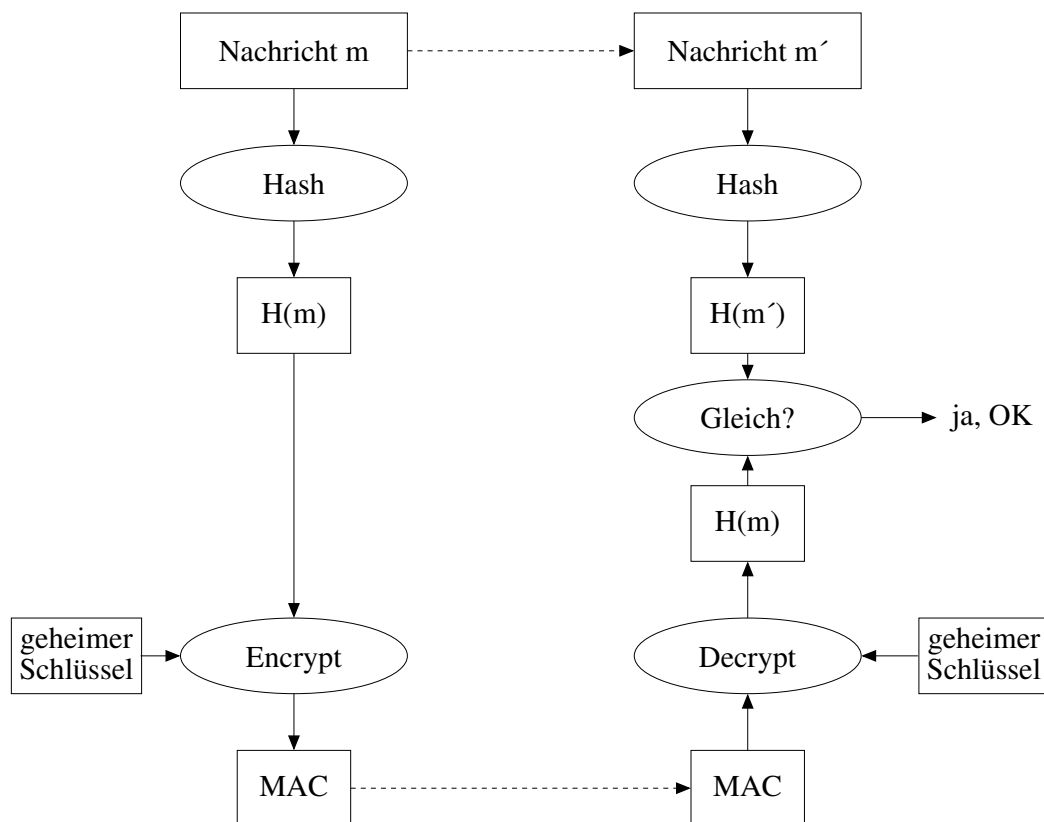 Nachricht m
Nachricht m´
Hash
Hash
H(m)
H(m´)
Gleich?
ja, OK
H(m)
geheimer
Schlüssel
Encrypt
Decrypt
geheimer
Schlüssel
MAC
MAC